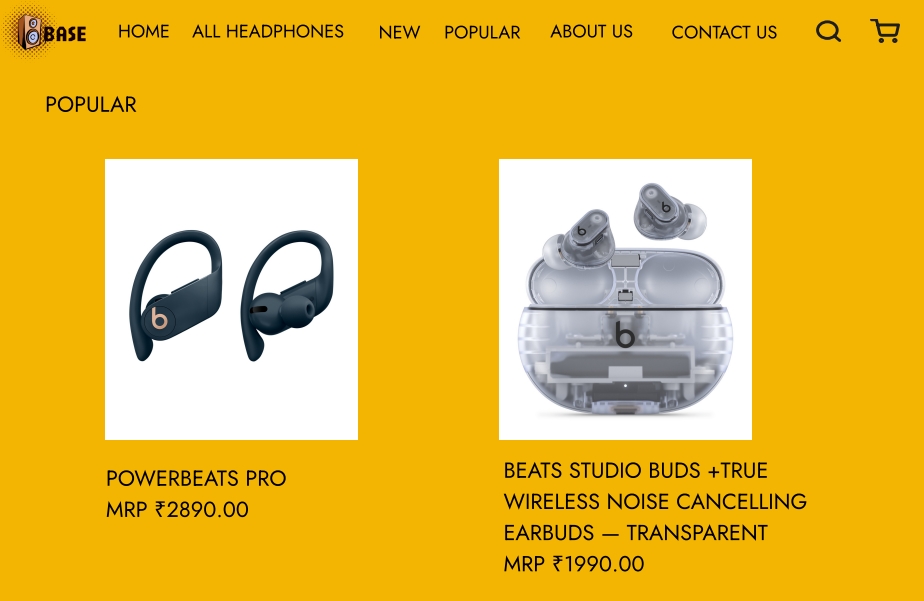 BASE
HOME ALL HEADPHONES NEW POPULAR ABOUT US CONTACT US
POPULAR
POWERBEATS PRO
MRP ₹2890.00
BEATS STUDIO BUDS +TRUE
WIRELESS NOISE CANCELLING
EARBUDS — TRANSPARENT
MRP ₹1990.00